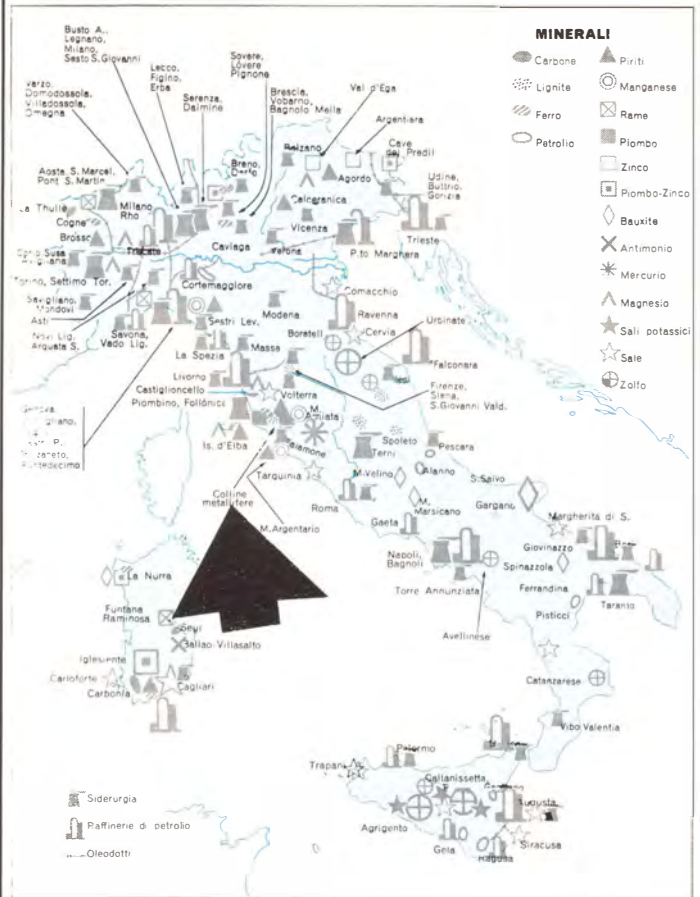 MINERALI
Carbone
Lignite
Ferro
Petrolio
Piriti
Manganese
Rame
Piombo
Zinco
Piombo-Zinco
Bauxite
Antimonio
Mercurio
Magnesio
Sali potassici
Sale
Zolfo
Busto A.,
Legnano,
Milano,
Sesto S.Giovanni
Lecco,
Figino,
Erba
Sovere,
Lovere
Pignone
Serenza,
Dalmine
Brescia,
Vobarno,
Bagnolo Mella
Val d'Ega
Argentiera
Varzo,
Domodossola,
Villadossola,
Omegna
Bolzano
Cave
del Predil
Aosta S. Marcel,
Pont S. Martin
Breno,
Darfo
Agordo
Udine,
Buttrio,
Gorizia
La Thuile
Milano
Rho
Calceranica
Cogne
Vicenza
Trieste
Brosso
Trecate
Caviaga
Verona
P.to Marghera
Torino, Settimo Tor.
Cortemaggiore
Comacchio
Savigliano,
Mondovì
Ravenna
Modena
Asti
Sestri Lev.
Cervia
Urbinate
Novi Lig.
Arquata S.
Savona,
Vado Lig.
Massa
La Spezia
Falconara
Livorno
Firenze,
Siena,
S.Giovanni Vald.
Castiglioncello
Volterra
Piombino, Follónica
M.
Amiata
Spoleto
Terni
Pescara
Is. d'Elba
Talamone
Tarquinia
M.Velino
Alanno
S.Salvo
Colline
metallifere
M.
Marsicano
Gargano
Roma
M.Argentario
Gaeta
Margherita di S.
Giovinazzo
Bari
Napoli,
Bagnoli
Spinazzola
La Nurra
Ferrandina
Torre Annunziata
Taranto
Funtana
Raminosa
Pisticci
Seui
Avellinese
Ballao-Villasalto
Iglesiente
Catanzarese
Carloforte
Cagliari
Carbonia
Vibo Valentia
Palermo
Trapani
Caltanissetta,
Siderurgia
Augusta
Raffinerie di petrolio
Agrigento
Siracusa
Oleodotti
Gela
Ragusa